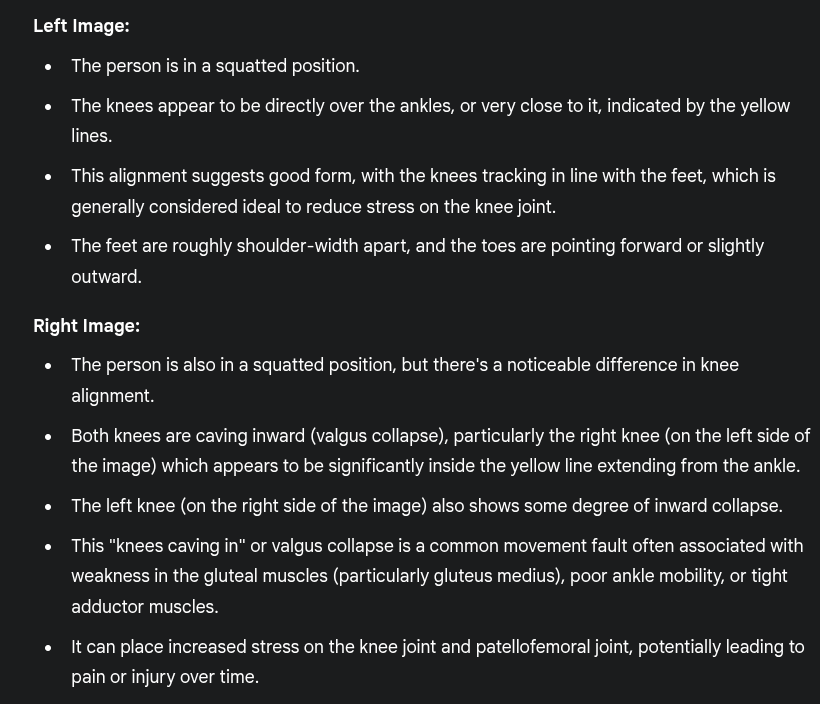 Left Image:
• The person is in a squatted position.
• The knees appear to be directly over the ankles, or very close to it, indicated by the yellow
lines.
• This alignment suggests good form, with the knees tracking in line with the feet, which is
generally considered ideal to reduce stress on the knee joint.
• The feet are roughly shoulder-width apart, and the toes are pointing forward or slightly
outward.
Right Image:
• The person is also in a squatted position, but there's a noticeable difference in knee
alignment.
• Both knees are caving inward (valgus collapse), particularly the right knee (on the left side of
the image) which appears to be significantly inside the yellow line extending from the ankle.
• The left knee (on the right side of the image) also shows some degree of inward collapse.
• This "knees caving in" or valgus collapse is a common movement fault often associated with
weakness in the gluteal muscles (particularly gluteus medius), poor ankle mobility, or tight
adductor muscles.
• It can place increased stress on the knee joint and patellofemoral joint, potentially leading to
pain or injury over time.